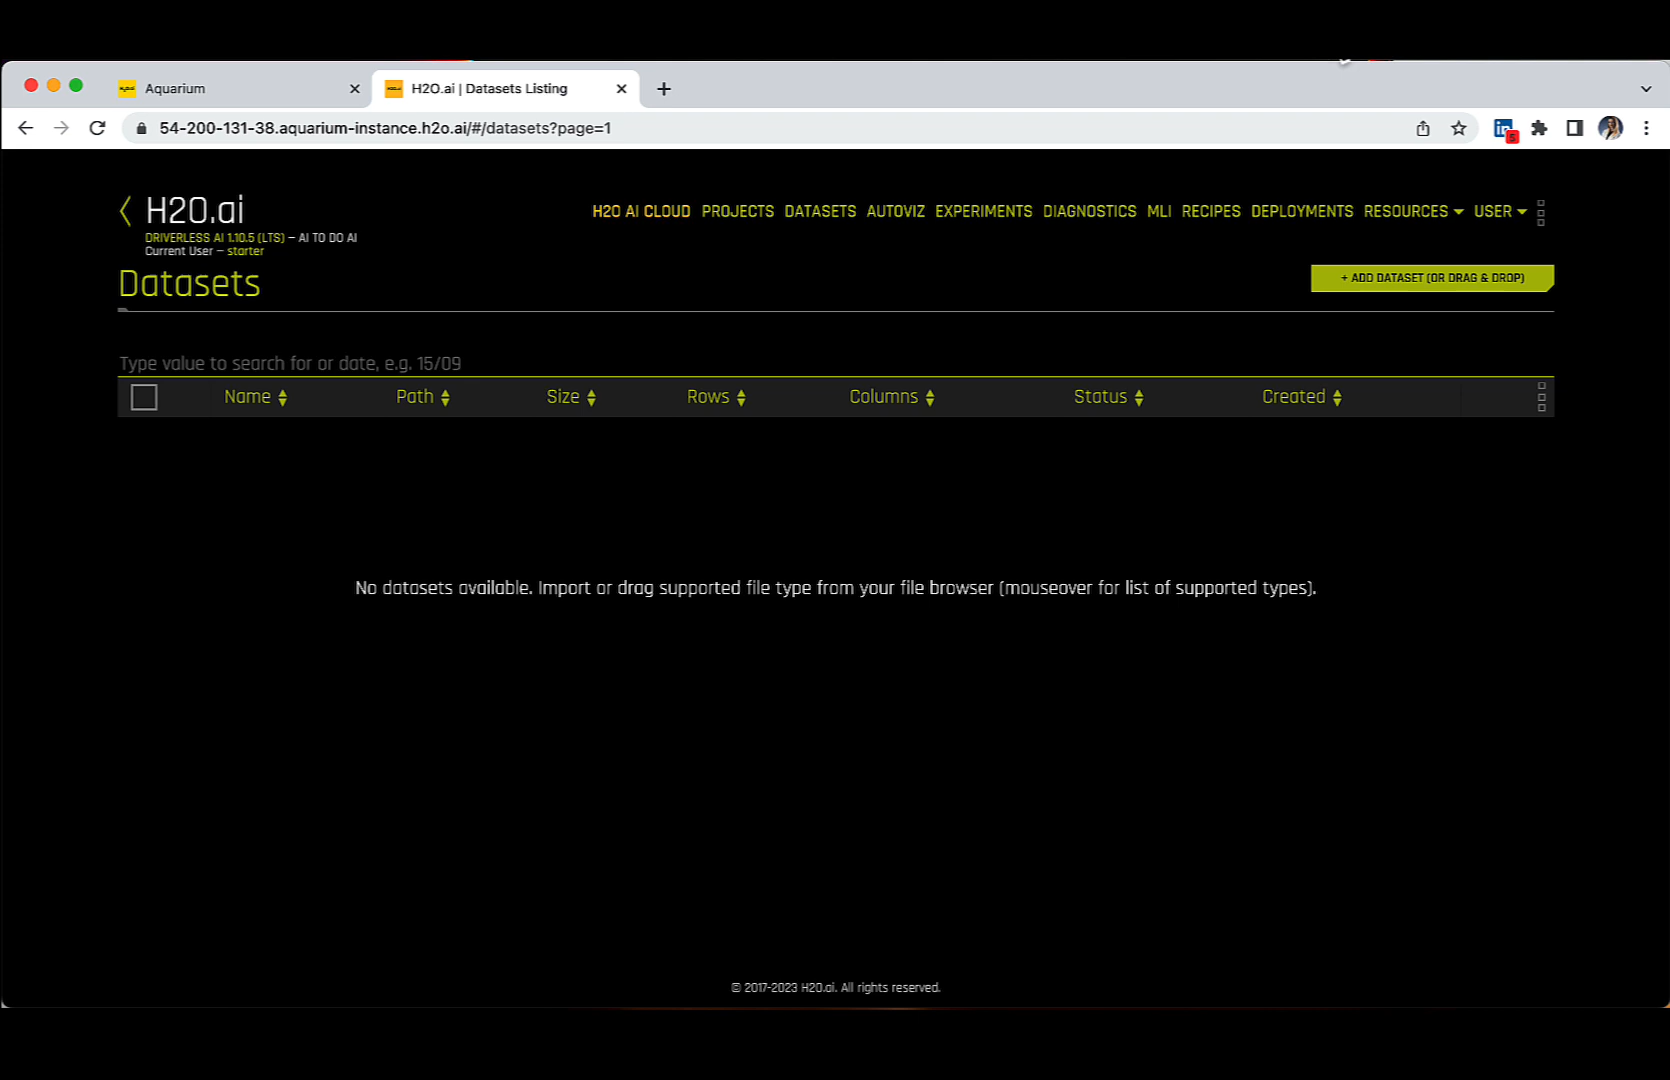 Aquarium
H2O.ai | Datasets Listing
54-200-131-38.aquarium-instance.h2o.ai/#/datasets?page=1
H2O.ai
DRIVERLESS AI 1.10.5 (LTS) – AI TO DO AI
Current User – starter
H2O AI CLOUD PROJECTS DATASETS AUTOVIZ EXPERIMENTS DIAGNOSTICS MLI RECIPES DEPLOYMENTS RESOURCES USER
Datasets
+ ADD DATASET (OR DRAG & DROP)
Type value to search for or date, e.g. 15/09
Name Path Size Rows Columns Status Created
No datasets available. Import or drag supported file type from your file browser (mouseover for list of supported types).
© 2017-2023 H2O.ai. All rights reserved.